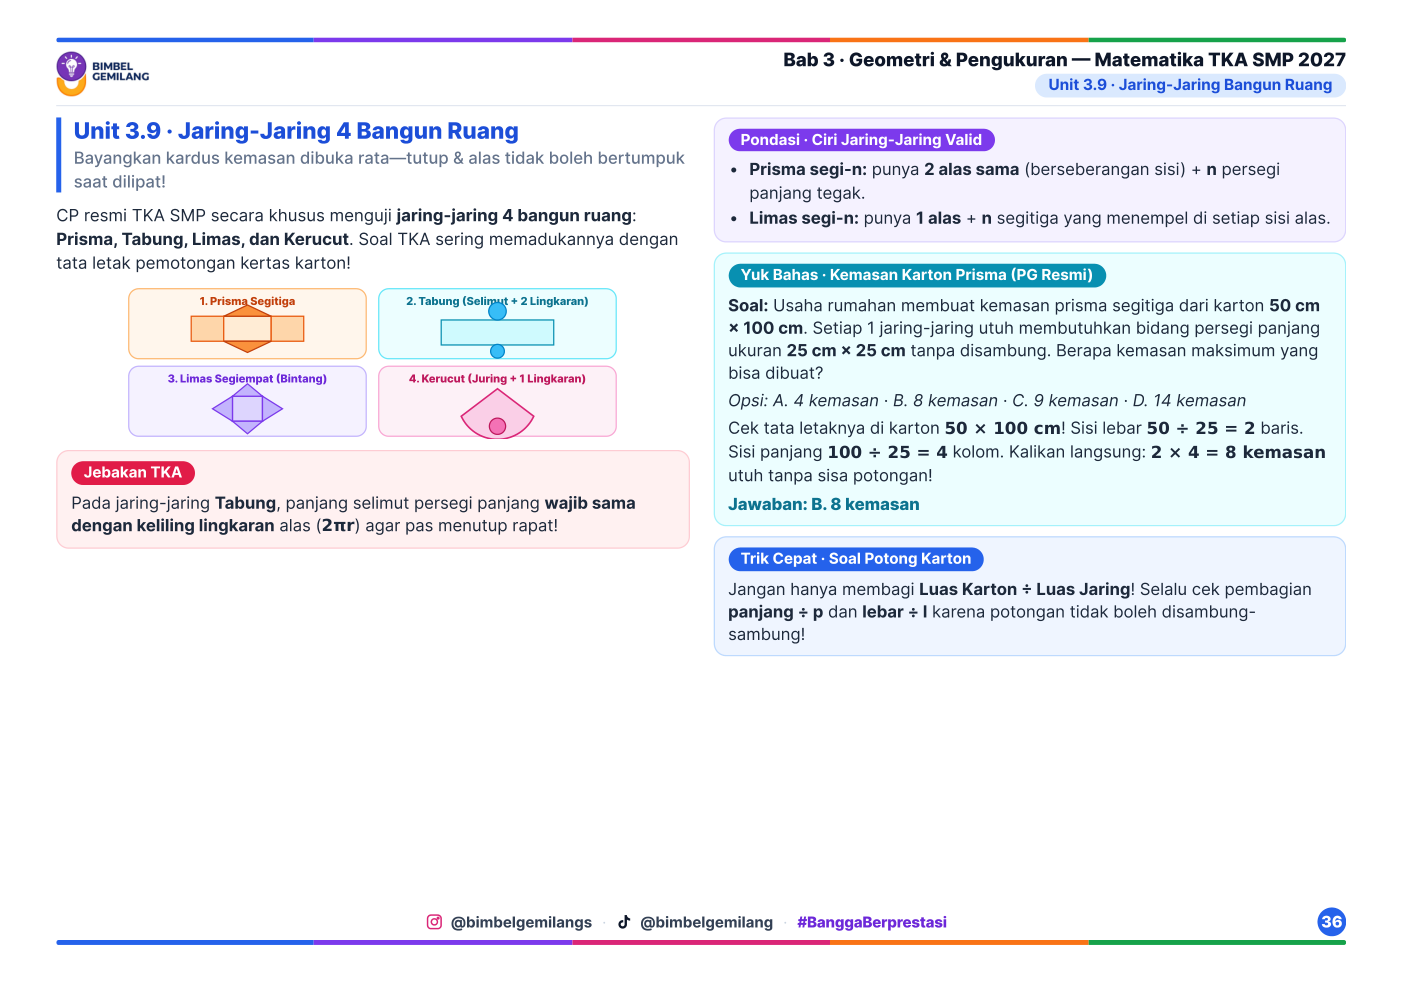 BIMBEL
GEMILANG
Bab 3 · Geometri & Pengukuran — Matematika TKA SMP 2027
Unit 3.9 · Jaring-Jaring Bangun Ruang
Unit 3.9 · Jaring-Jaring 4 Bangun Ruang
Bayangkan kardus kemasan dibuka rata—tutup & alas tidak boleh bertumpuk
saat dilipat!
CP resmi TKA SMP secara khusus menguji jaring-jaring 4 bangun ruang:
Prisma, Tabung, Limas, dan Kerucut. Soal TKA sering memadukannya dengan
tata letak pemotongan kertas karton!
1. Prisma Segitiga
2. Tabung (Selimut + 2 Lingkaran)
3. Limas Segiempat (Bintang)
4. Kerucut (Juring + 1 Lingkaran)
Jebakan TKA
Pada jaring-jaring Tabung, panjang selimut persegi panjang wajib sama
dengan keliling lingkaran alas (2πr) agar pas menutup rapat!
Pondasi · Ciri Jaring-Jaring Valid
• Prisma segi-n: punya 2 alas sama (berseberangan sisi) + n persegi
panjang tegak.
• Limas segi-n: punya 1 alas + n segitiga yang menempel di setiap sisi alas.
Yuk Bahas · Kemasan Karton Prisma (PG Resmi)
Soal: Usaha rumahan membuat kemasan prisma segitiga dari karton 50 cm
× 100 cm. Setiap 1 jaring-jaring utuh membutuhkan bidang persegi panjang
ukuran 25 cm × 25 cm tanpa disambung. Berapa kemasan maksimum yang
bisa dibuat?
Opsi: A. 4 kemasan · B. 8 kemasan · C. 9 kemasan · D. 14 kemasan
Cek tata letaknya di karton 50 × 100 cm! Sisi lebar 50 ÷ 25 = 2 baris.
Sisi panjang 100 ÷ 25 = 4 kolom. Kalikan langsung: 2 × 4 = 8 kemasan
utuh tanpa sisa potongan!
Jawaban: B. 8 kemasan
Trik Cepat · Soal Potong Karton
Jangan hanya membagi Luas Karton ÷ Luas Jaring! Selalu cek pembagian
panjang ÷ p dan lebar ÷ l karena potongan tidak boleh disambung-
sambung!
@bimbelgemilangs · @bimbelgemilang · #BanggaBerprestasi
36